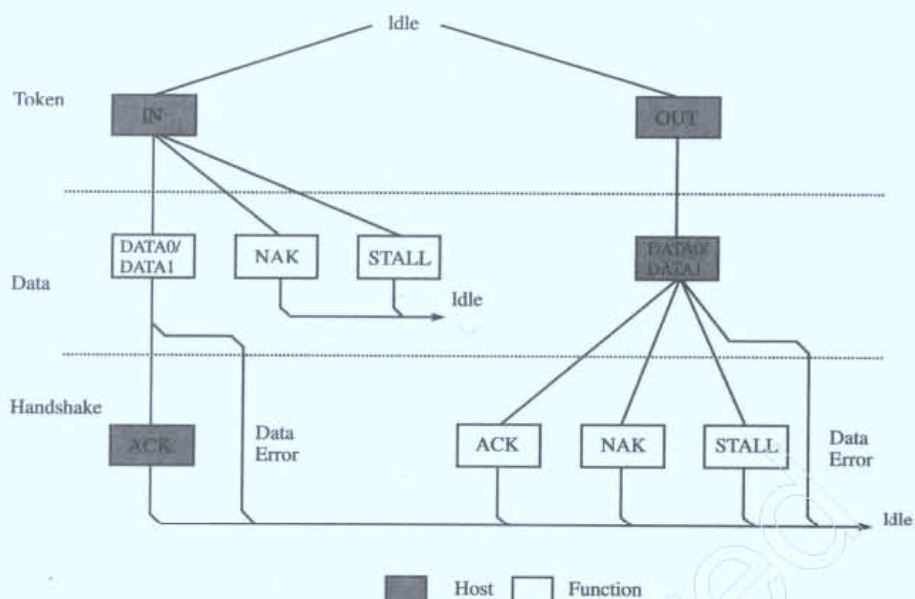 Idle
Token
IN
OUT
DATA0/
DATA1
NAK
STALL
DATA0/
DATA1
Data
Idle
Handshake
ACK
Data
Error
ACK
NAK
STALL
Data
Error
Idle
Host
Function